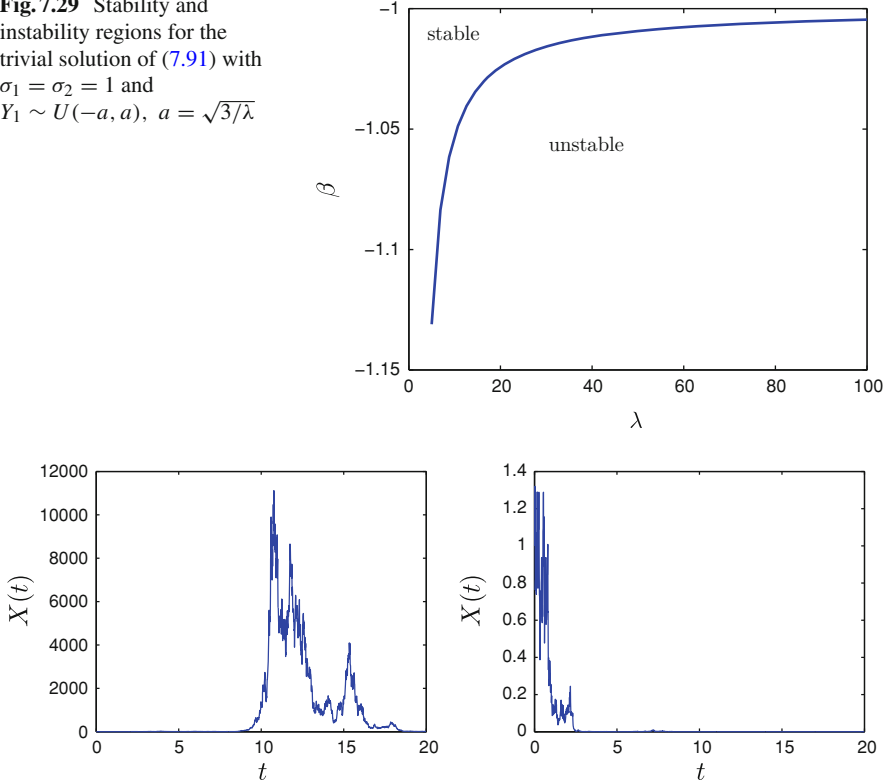 Fig. 7.29 Stability and
instability regions for the
trivial solution of (7.91) with
σ₁ = σ₂ = 1 and
Y₁ ∼ U(−a, a), a = √3/λ
−1
−1.05
−1.1
−1.15
β
stable
unstable
0 20 40 60 80 100
λ
12000
10000
8000
6000
4000
2000
0
X(t)
0 5 10 15 20
t
1.4
1.2
1
0.8
0.6
0.4
0.2
0
X(t)
0 5 10 15 20
t